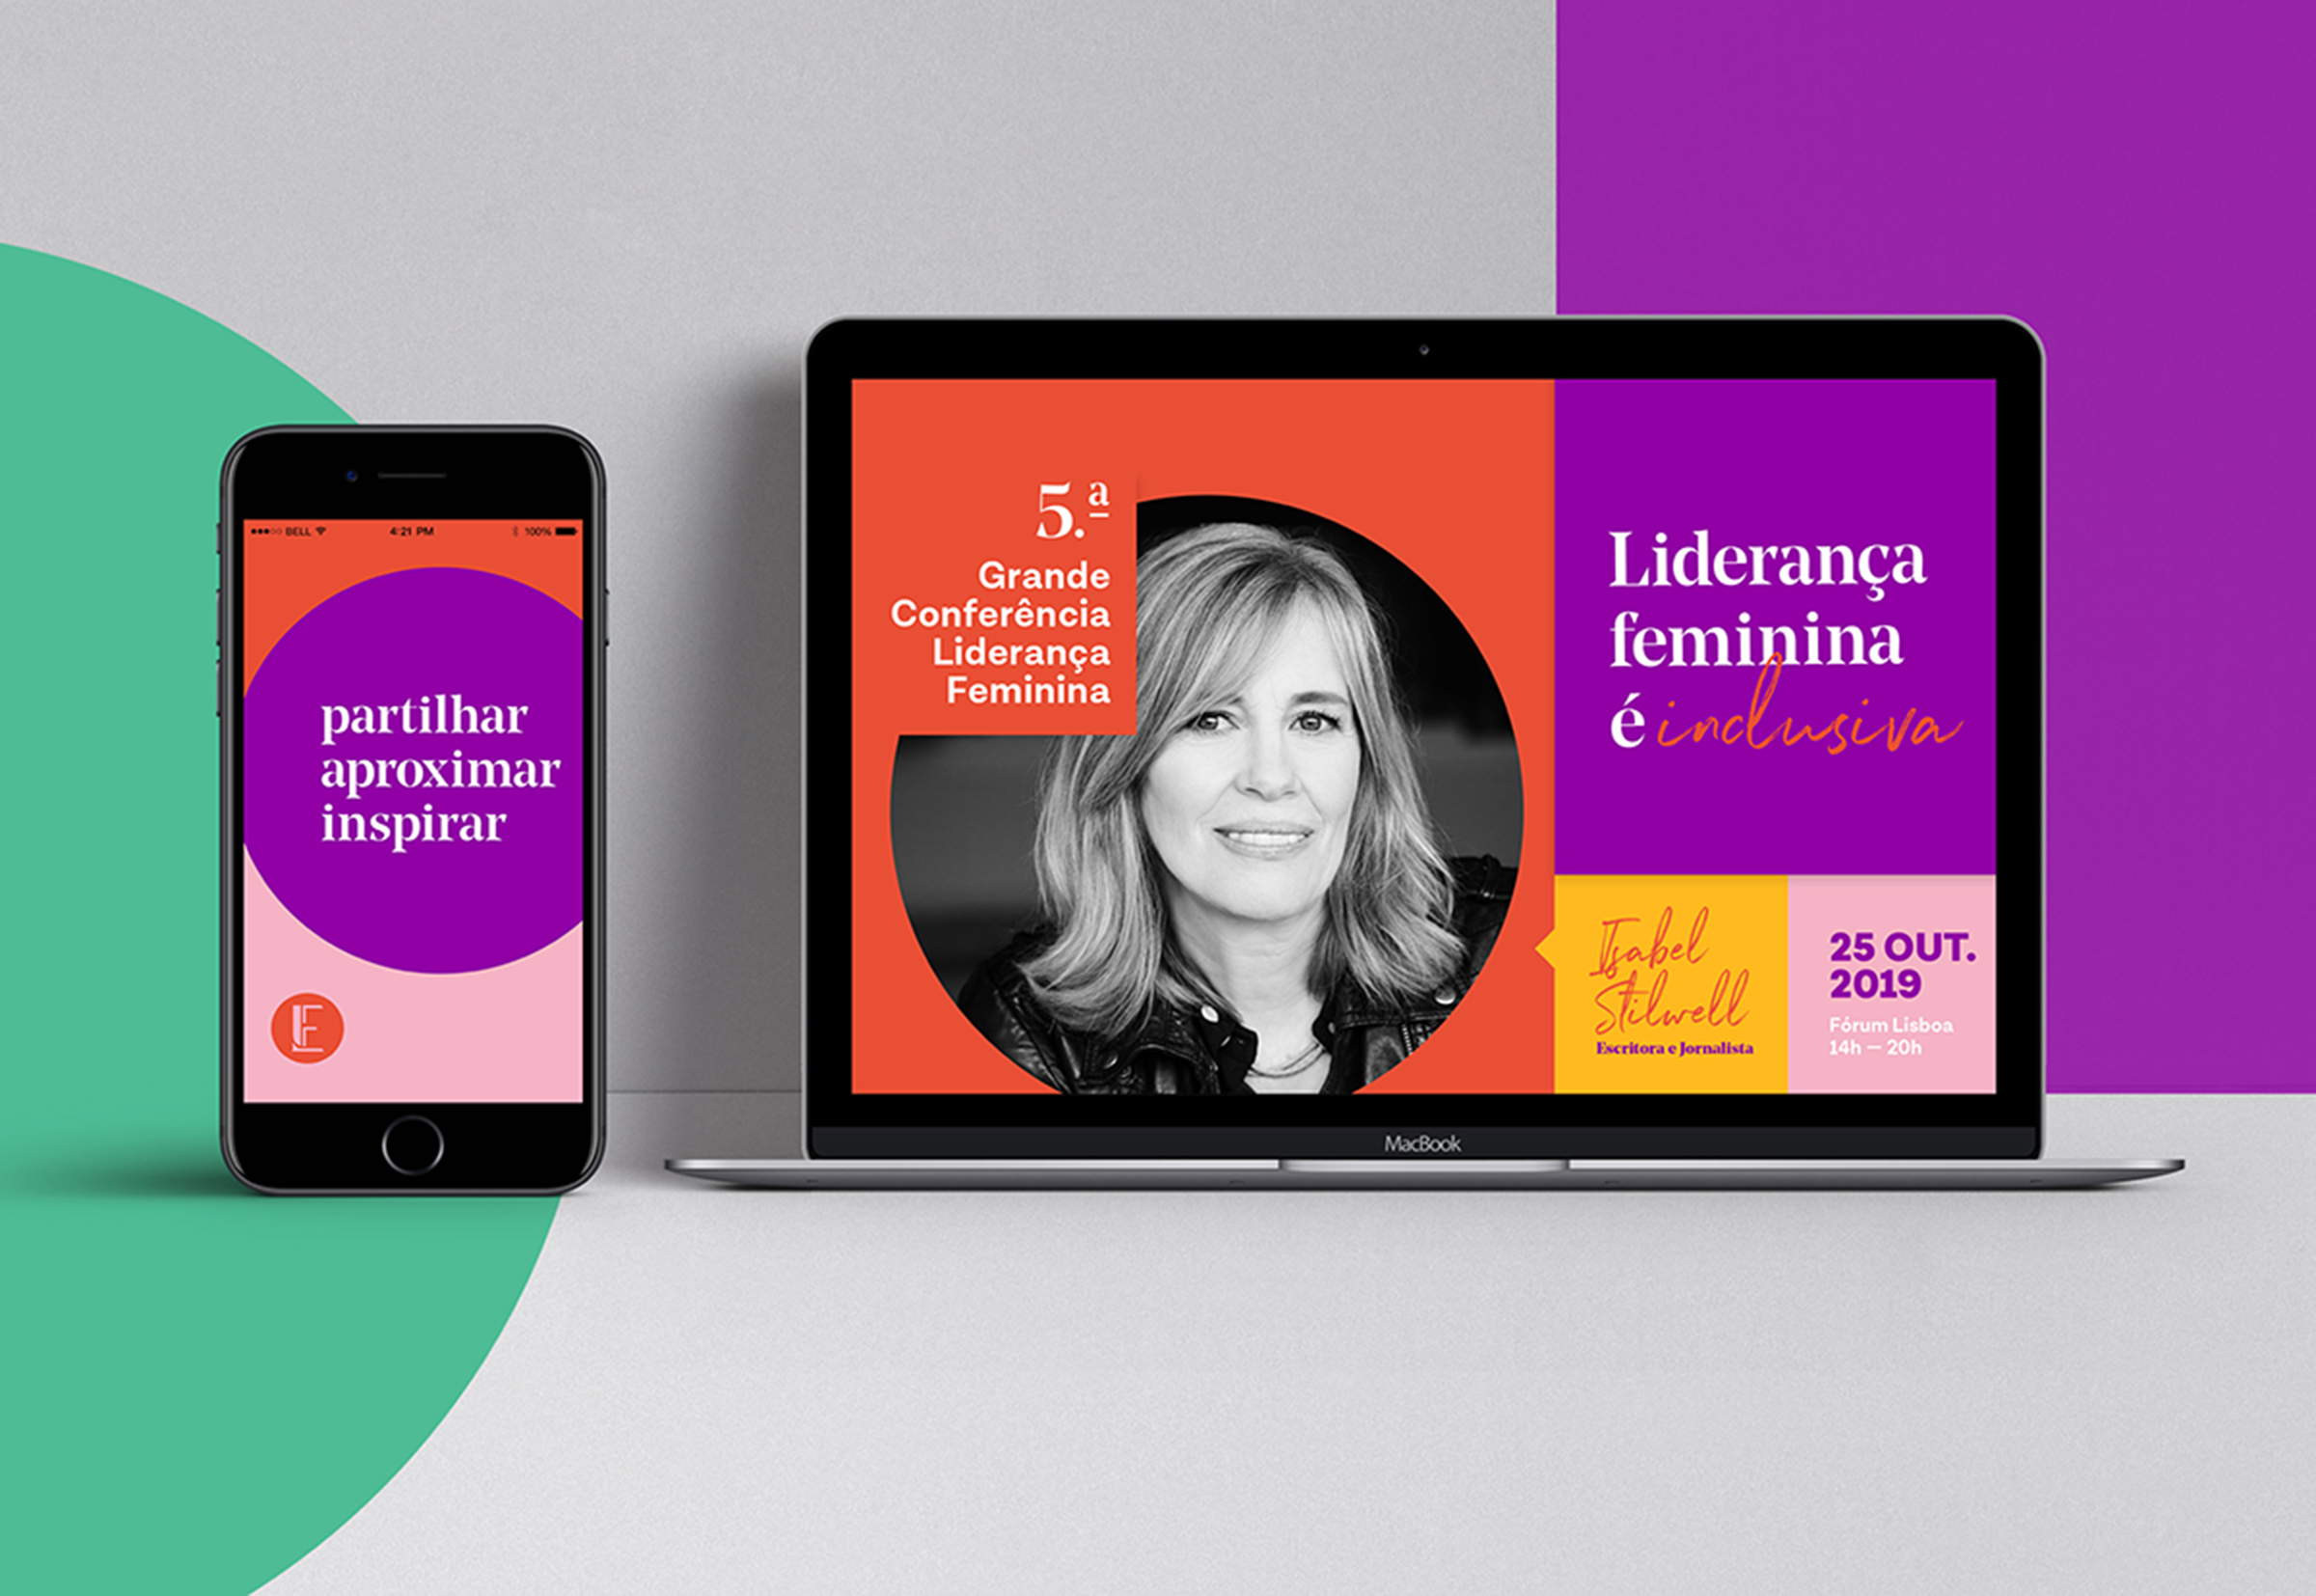 BELL 4:21 PM 100%
partilhar
aproximar
inspirar
LE
5.ª
Grande
Conferência
Liderança
Feminina
Liderança
feminina
é inclusiva
Isabel
Stilwell
Escritora e Jornalista
25 OUT.
2019
Fórum Lisboa
14h — 20h
MacBook